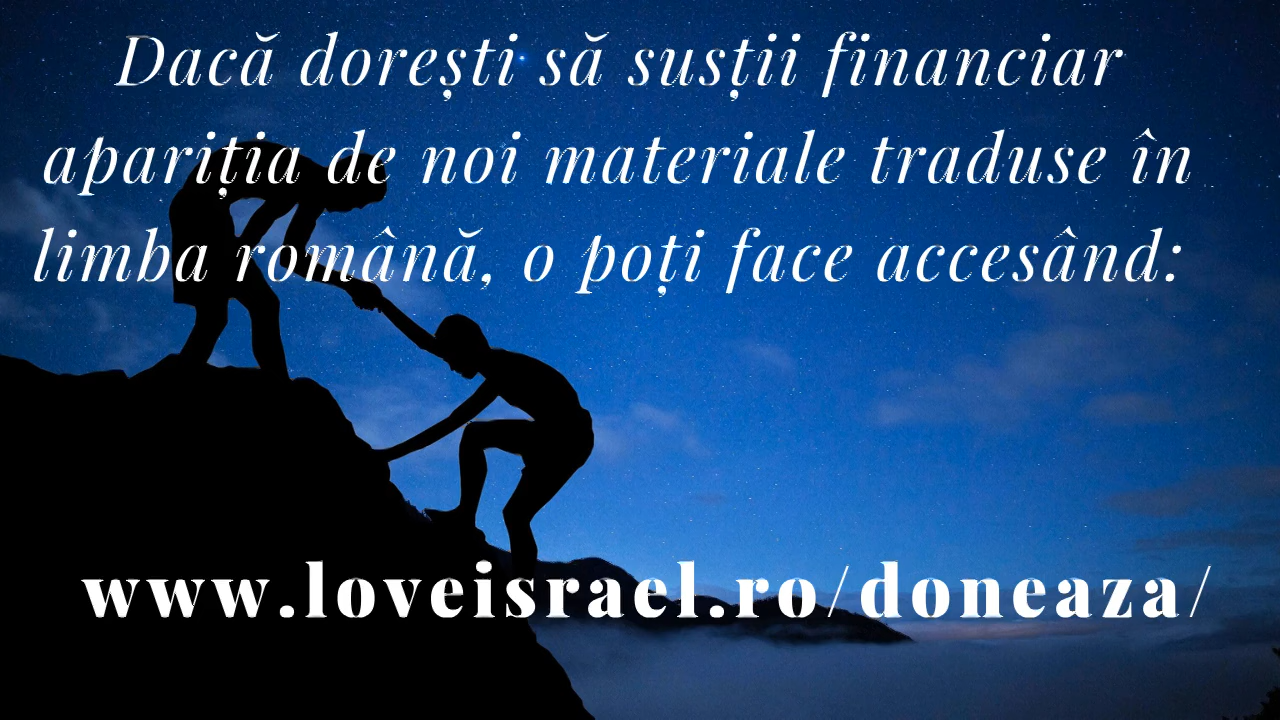 Dacă dorești să susții financiar
apariția de noi materiale traduse în
limba română, o poți face accesând:
www.loveisrael.ro/doneaza/